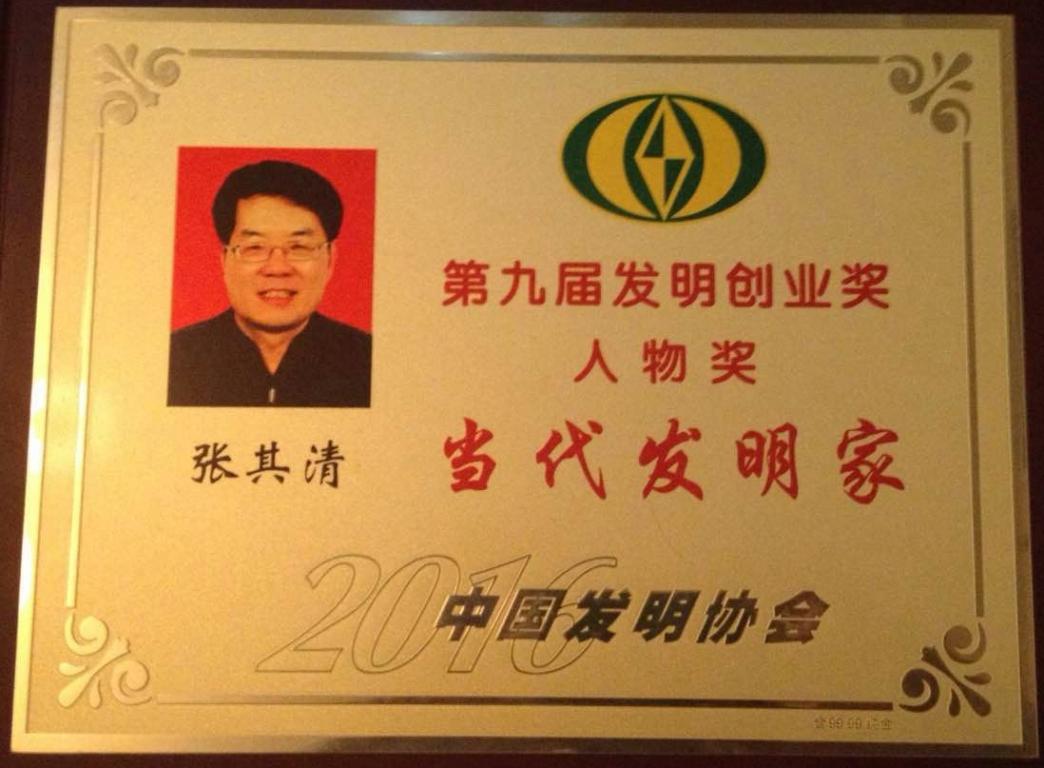 第九届发明创业奖
人物奖
张其清
当代发明家
2016
中国发明协会